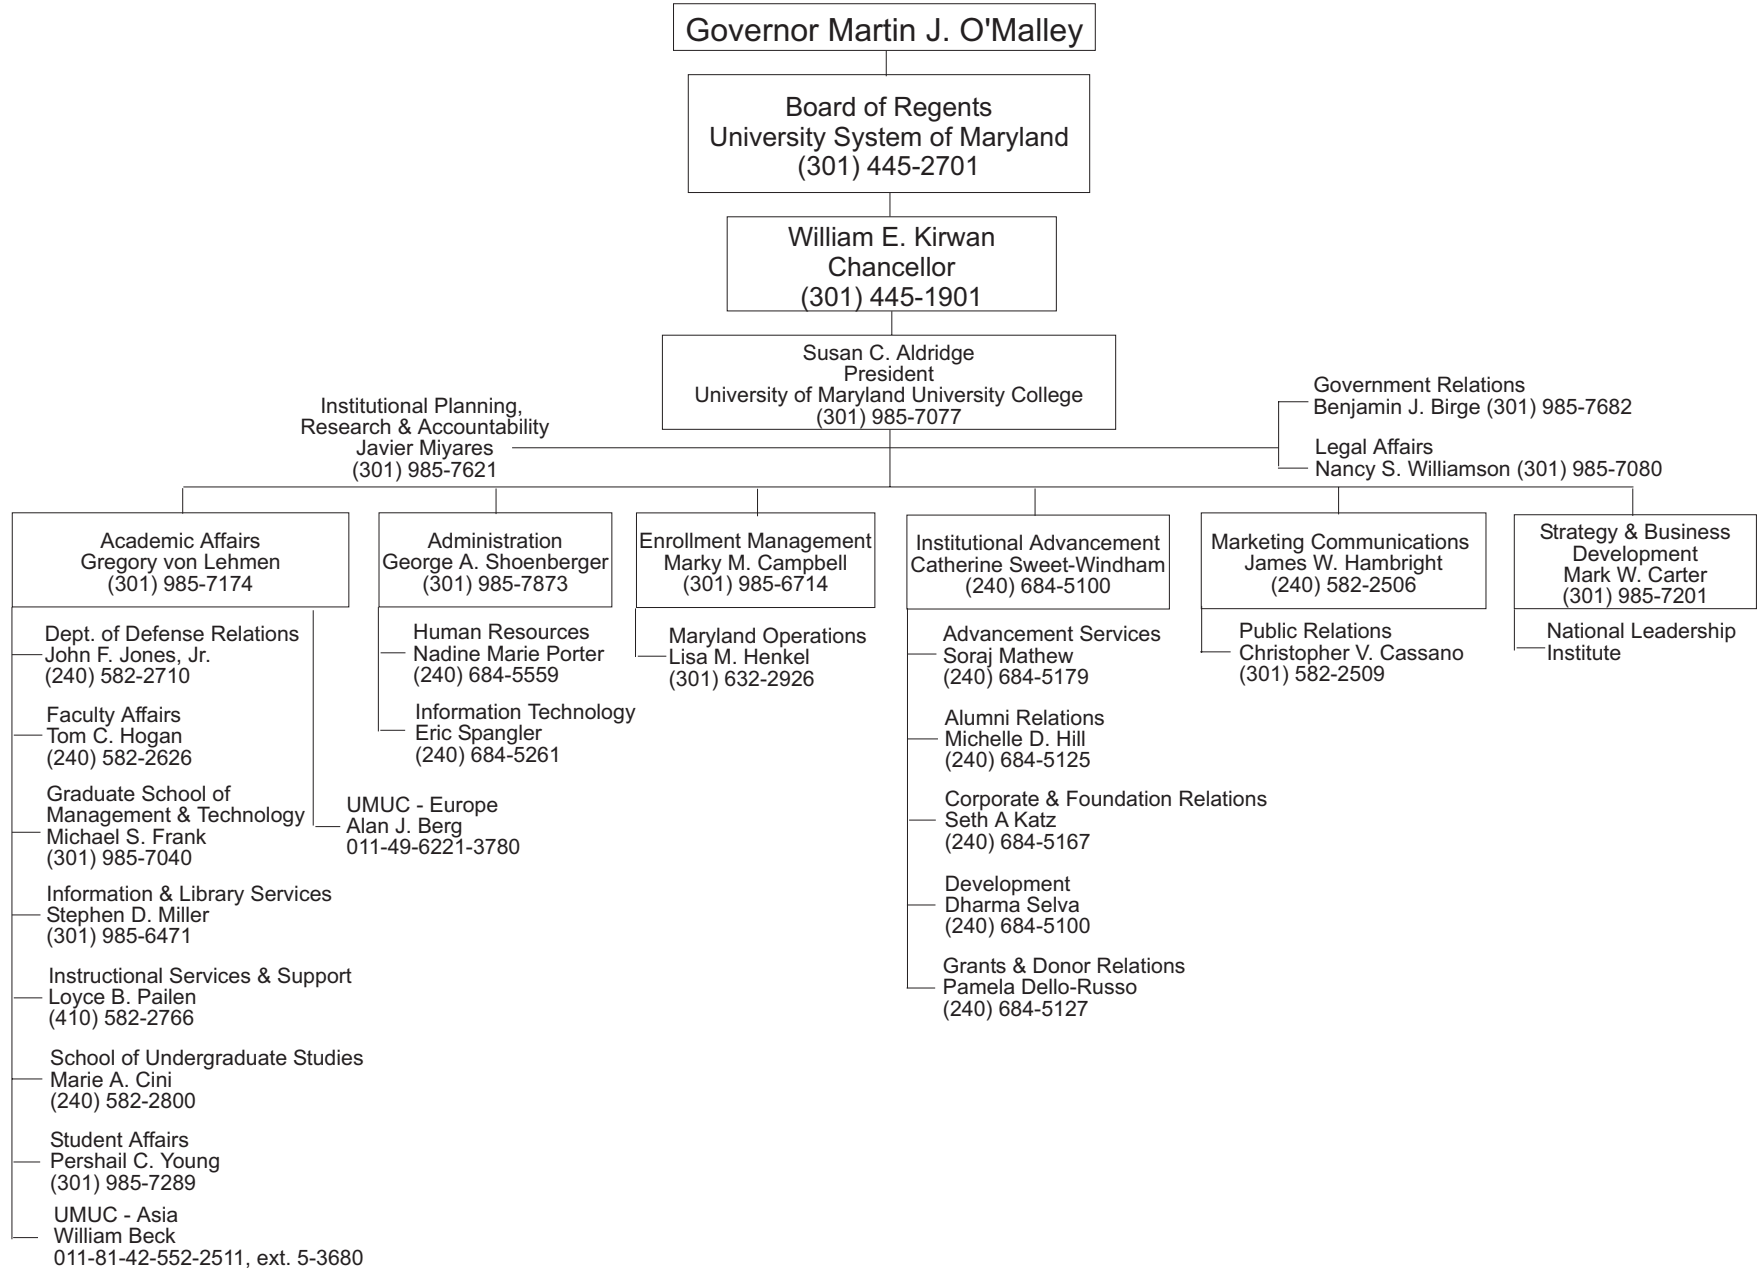 Governor Martin J. O'Malley
Board of Regents
University System of Maryland
(301) 445-2701
William E. Kirwan
Chancellor
(301) 445-1901
Susan C. Aldridge
President
University of Maryland University College
(301) 985-7077
Institutional Planning,
Research & Accountability
Javier Miyares
(301) 985-7621
Government Relations
Benjamin J. Birge (301) 985-7682
Legal Affairs
Nancy S. Williamson (301) 985-7080
Academic Affairs
Gregory von Lehmen
(301) 985-7174
Dept. of Defense Relations
John F. Jones, Jr.
(240) 582-2710
Faculty Affairs
Tom C. Hogan
(240) 582-2626
Graduate School of
Management & Technology
Michael S. Frank
(301) 985-7040
Information & Library Services
Stephen D. Miller
(301) 985-6471
Instructional Services & Support
Loyce B. Pailen
(410) 582-2766
School of Undergraduate Studies
Marie A. Cini
(240) 582-2800
Student Affairs
Pershail C. Young
(301) 985-7289
UMUC - Asia
William Beck
011-81-42-552-2511, ext. 5-3680
UMUC - Europe
Alan J. Berg
011-49-6221-3780
Administration
George A. Shoenberger
(301) 985-7873
Human Resources
Nadine Marie Porter
(240) 684-5559
Information Technology
Eric Spangler
(240) 684-5261
Enrollment Management
Marky M. Campbell
(301) 985-6714
Maryland Operations
Lisa M. Henkel
(301) 632-2926
Institutional Advancement
Catherine Sweet-Windham
(240) 684-5100
Advancement Services
Soraj Mathew
(240) 684-5179
Alumni Relations
Michelle D. Hill
(240) 684-5125
Corporate & Foundation Relations
Seth A Katz
(240) 684-5167
Development
Dharma Selva
(240) 684-5100
Grants & Donor Relations
Pamela Dello-Russo
(240) 684-5127
Marketing Communications
James W. Hambright
(240) 582-2506
Public Relations
Christopher V. Cassano
(301) 582-2509
Strategy & Business
Development
Mark W. Carter
(301) 985-7201
National Leadership
Institute